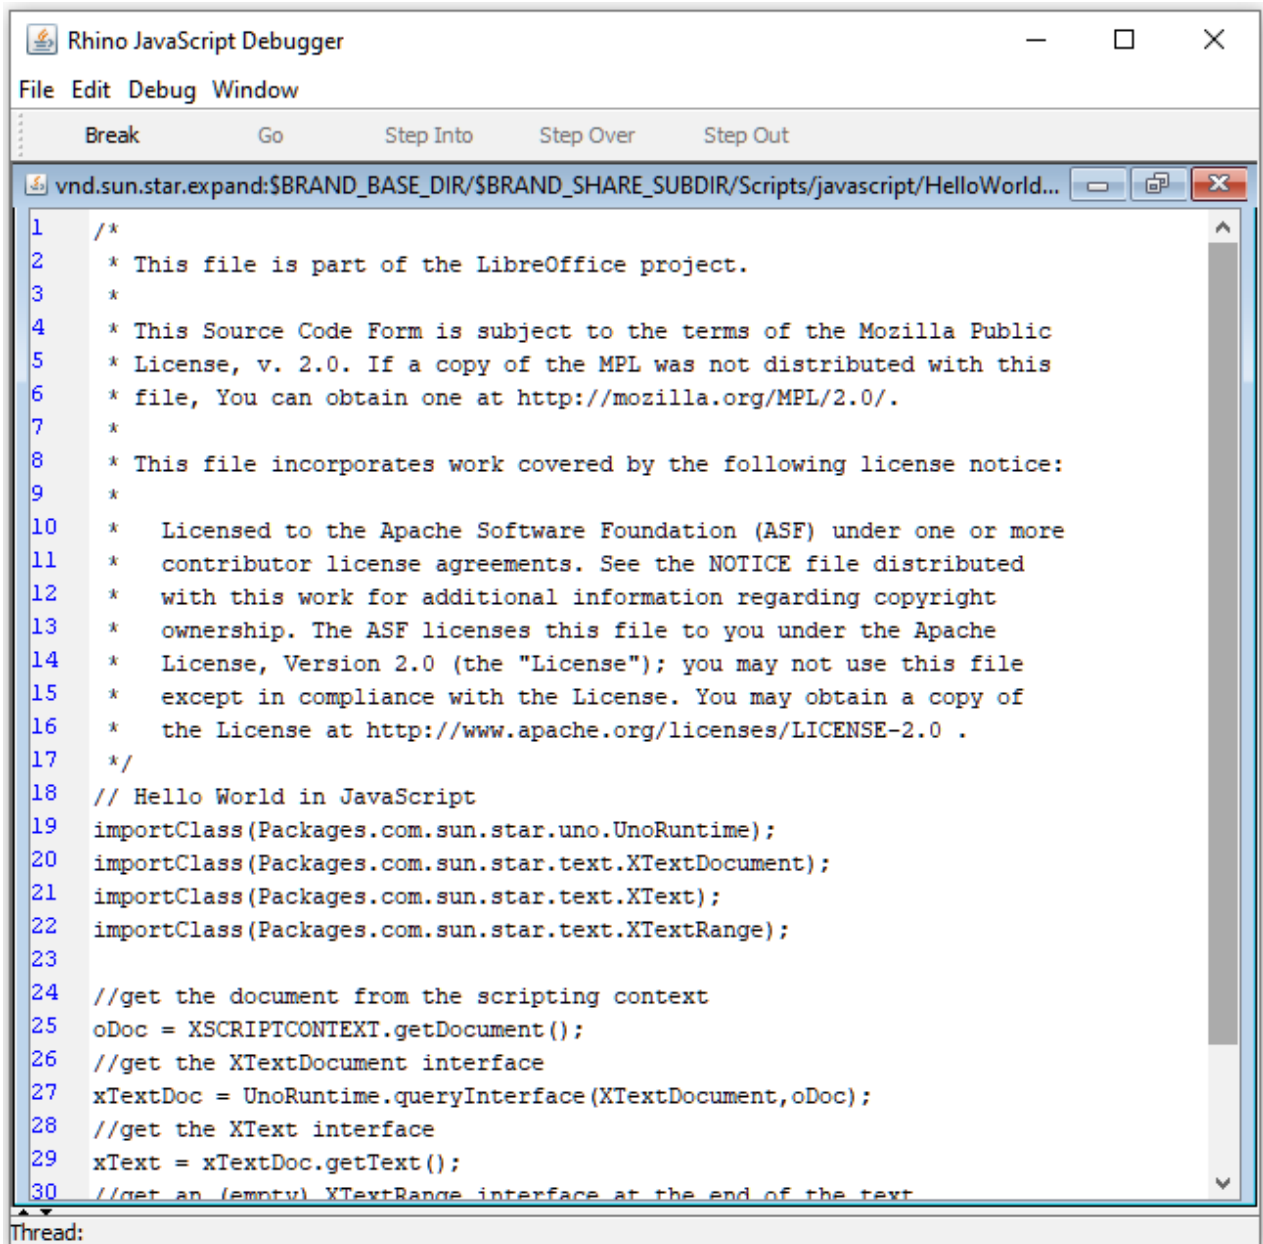 Rhino JavaScript Debugger
File Edit Debug Window
Break Go Step Into Step Over Step Out
vnd.sun.star.expand:$BRAND_BASE_DIR/$BRAND_SHARE_SUBDIR/Scripts/javascript/HelloWorld...
1 /*
2  * This file is part of the LibreOffice project.
3  *
4  * This Source Code Form is subject to the terms of the Mozilla Public
5  * License, v. 2.0. If a copy of the MPL was not distributed with this
6  * file, You can obtain one at http://mozilla.org/MPL/2.0/.
7  *
8  * This file incorporates work covered by the following license notice:
9  *
10  *   Licensed to the Apache Software Foundation (ASF) under one or more
11  *   contributor license agreements. See the NOTICE file distributed
12  *   with this work for additional information regarding copyright
13  *   ownership. The ASF licenses this file to you under the Apache
14  *   License, Version 2.0 (the "License"); you may not use this file
15  *   except in compliance with the License. You may obtain a copy of
16  *   the License at http://www.apache.org/licenses/LICENSE-2.0 .
17  */
18 // Hello World in JavaScript
19 importClass(Packages.com.sun.star.uno.UnoRuntime);
20 importClass(Packages.com.sun.star.text.XTextDocument);
21 importClass(Packages.com.sun.star.text.XText);
22 importClass(Packages.com.sun.star.text.XTextRange);
23
24 //get the document from the scripting context
25 oDoc = XSCRIPTCONTEXT.getDocument();
26 //get the XTextDocument interface
27 xTextDoc = UnoRuntime.queryInterface(XTextDocument,oDoc);
28 //get the XText interface
29 xText = xTextDoc.getText();
30 //get an (empty) XTextRange interface at the end of the text
Thread: